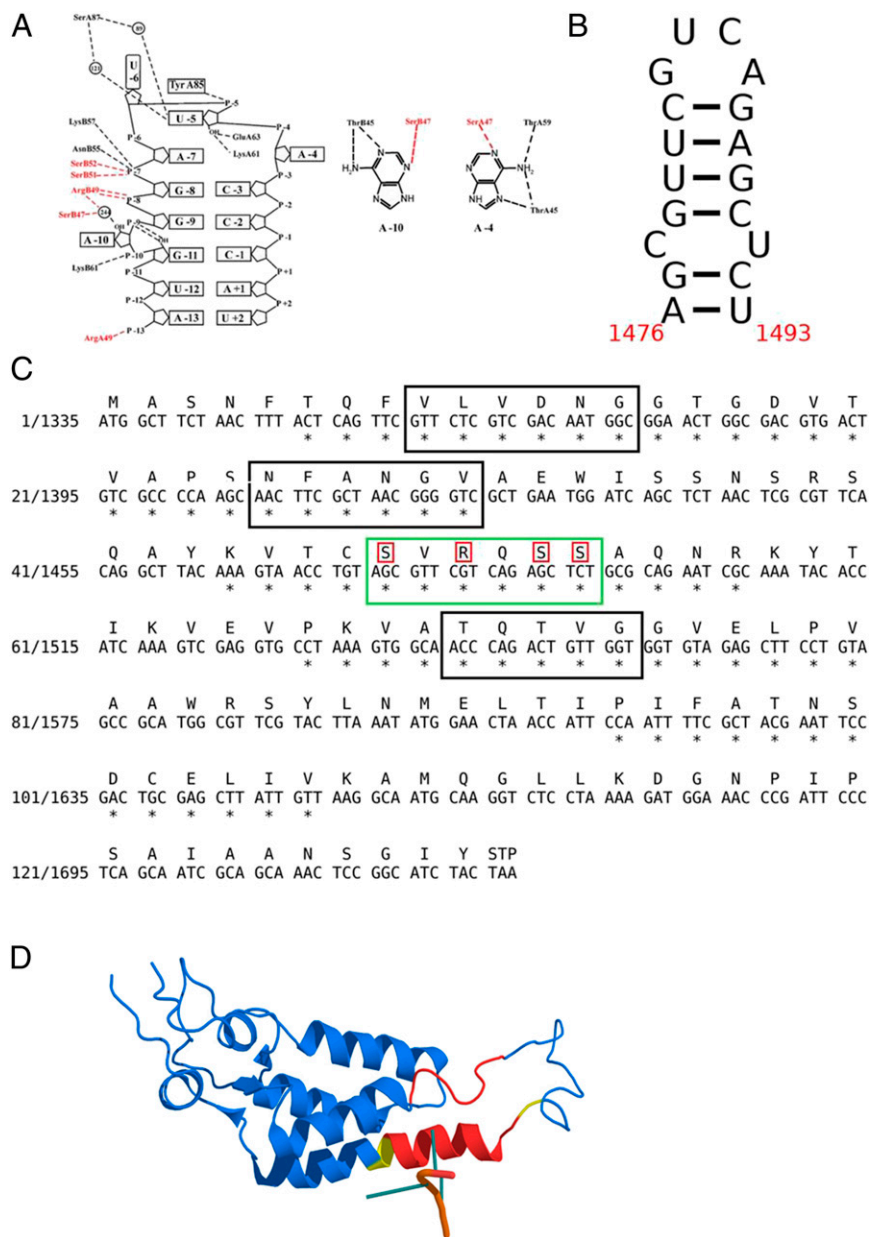 A
SerA87
89
U
-6
123
Tyr A85
P -5
U -5
LysB57
P -6
OH
GluA63
P -4
AsnB55
LysA61
A -7
A -4
SerB52
P -7
P -3
SerB51
G -8
C -3
ArgB49
P -8
P -2
SerB47
244
G -9
C -2
OH
P -9
OH
P -1
A -10
G -11
C -1
LysB61
P -10
P -11
P +1
U -12
A +1
P -12
P +2
A -13
U +2
ArgA49
P -13
ThrB45
SerB47
SerA47
ThrA59
N
N
N
N
NH₂
N
NH₂
N
NH
N
NH
ThrA45
A -10
A -4
B
U C
G A
C G
U A
U G
G C
C U
G C
A U
1476 1493
C
M A S N F T Q F V L V D N G G T G D V T
1/1335 ATG GCT TCT AAC TTT ACT CAG TTC GTT CTC GTC GAC AAT GGC GGA ACT GGC GAC GTG ACT
* * * * * * * * * * * * * * *
V A P S N F A N G V A E W I S S N S R S
21/1395 GTC GCC CCA AGC AAC TTC GCT AAC GGG GTC GCT GAA TGG ATC AGC TCT AAC TCG CGT TCA
* * * * * * * * * *
Q A Y K V T C S V R Q S S A Q N R K Y T
41/1455 CAG GCT TAC AAA GTA ACC TGT AGC GTT CGT CAG AGC TCT GCG CAG AAT CGC AAA TAC ACC
* * * * * * * * * *
I K V E V P K V A T Q T V G G V E L P V
61/1515 ATC AAA GTC GAG GTG CCT AAA GTG GCA ACC CAG ACT GTT GGT GGT GTA GAG CTT CCT GTA
* * * * * * * * * * * * * * *
A A W R S Y L N M E L T I P I F A T N S
81/1575 GCC GCA TGG CGT TCG TAC TTA AAT ATG GAA CTA ACC ATT CCA ATT TTC GCT ACG AAT TCC
* * * * * * *
D C E L I V K A M Q G L L K D G N P I P
101/1635 GAC TGC GAG CTT ATT GTT AAG GCA ATG CAA GGT CTC CTA AAA GAT GGA AAC CCG ATT CCC
* * * * * *
S A I A A N S G I Y STP
121/1695 TCA GCA ATC GCA GCA AAC TCC GGC ATC TAC TAA
D